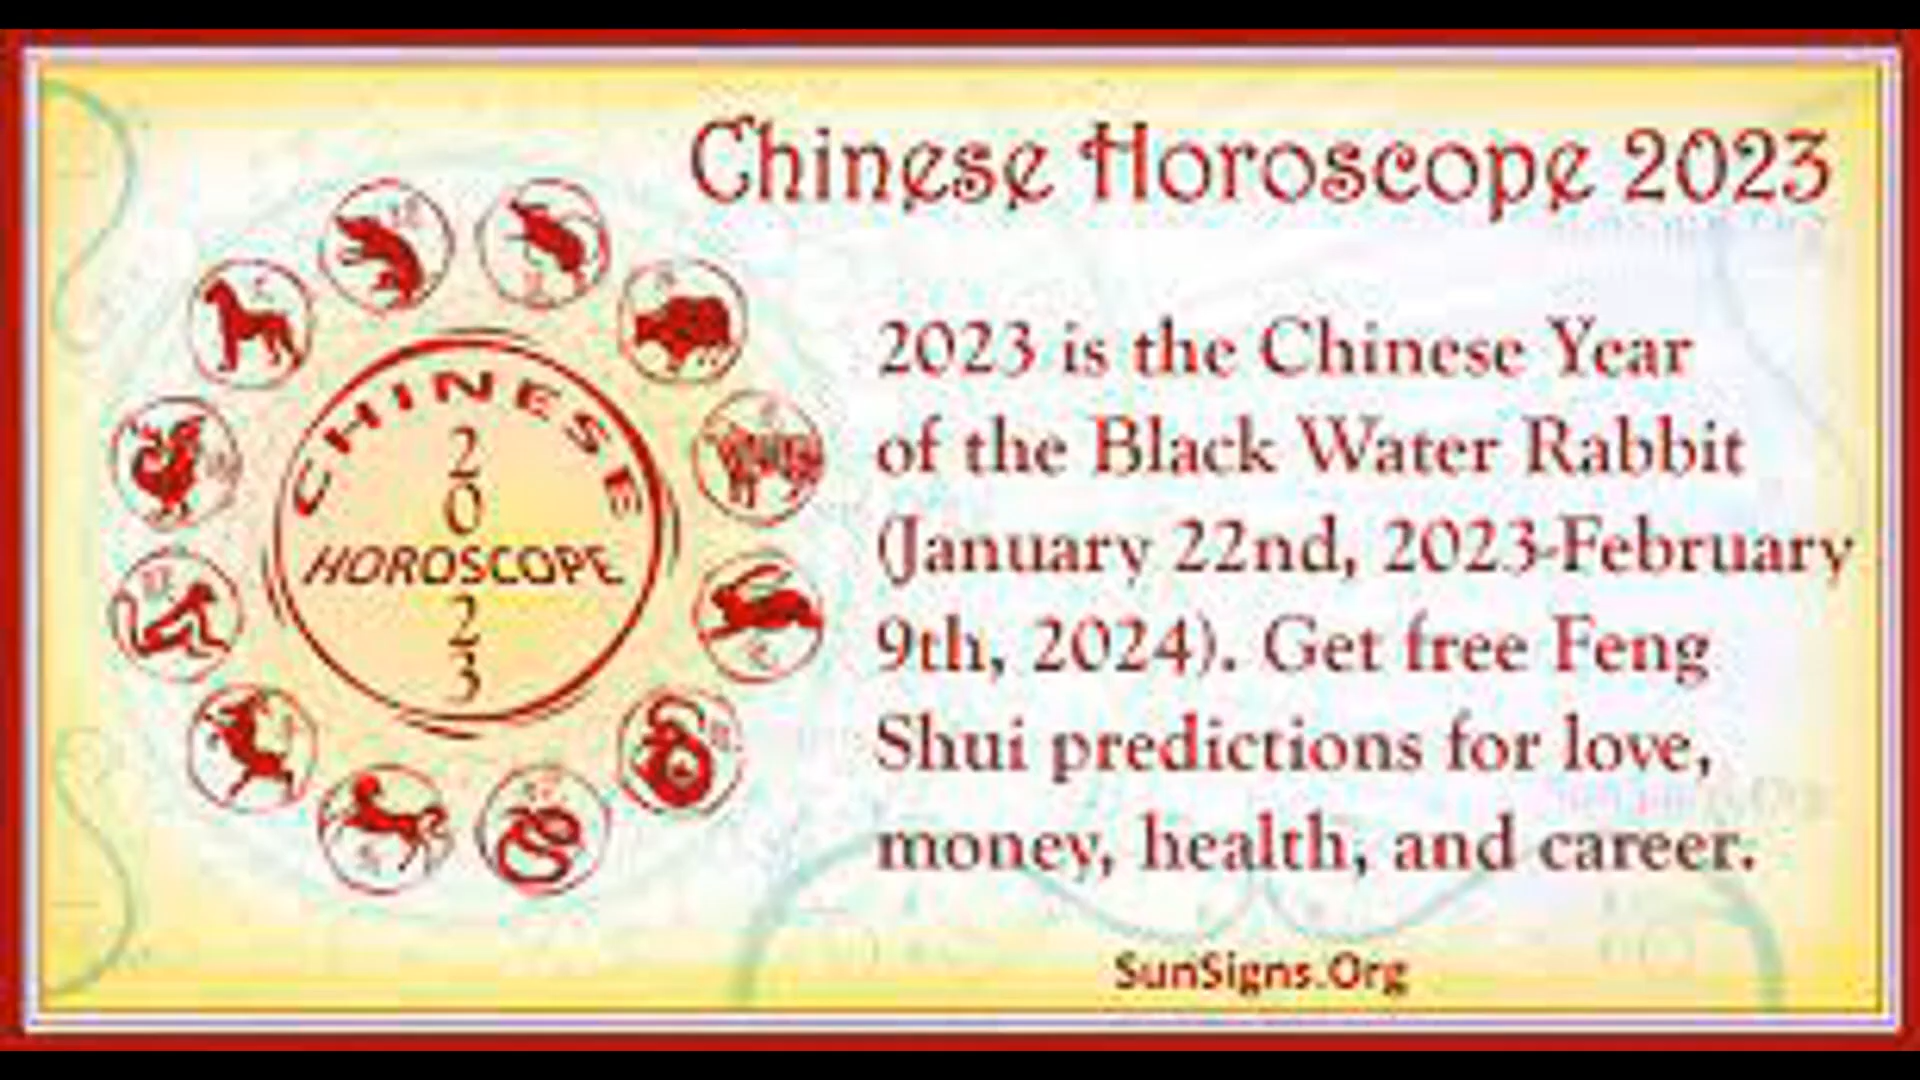 Chinese Horoscope 2023
CHINESE
2
0
HOROSCOPE
2
3
2023 is the Chinese Year
of the Black Water Rabbit
(January 22nd, 2023-February
9th, 2024). Get free Feng
Shui predictions for love,
money, health, and career.
SunSigns.Org